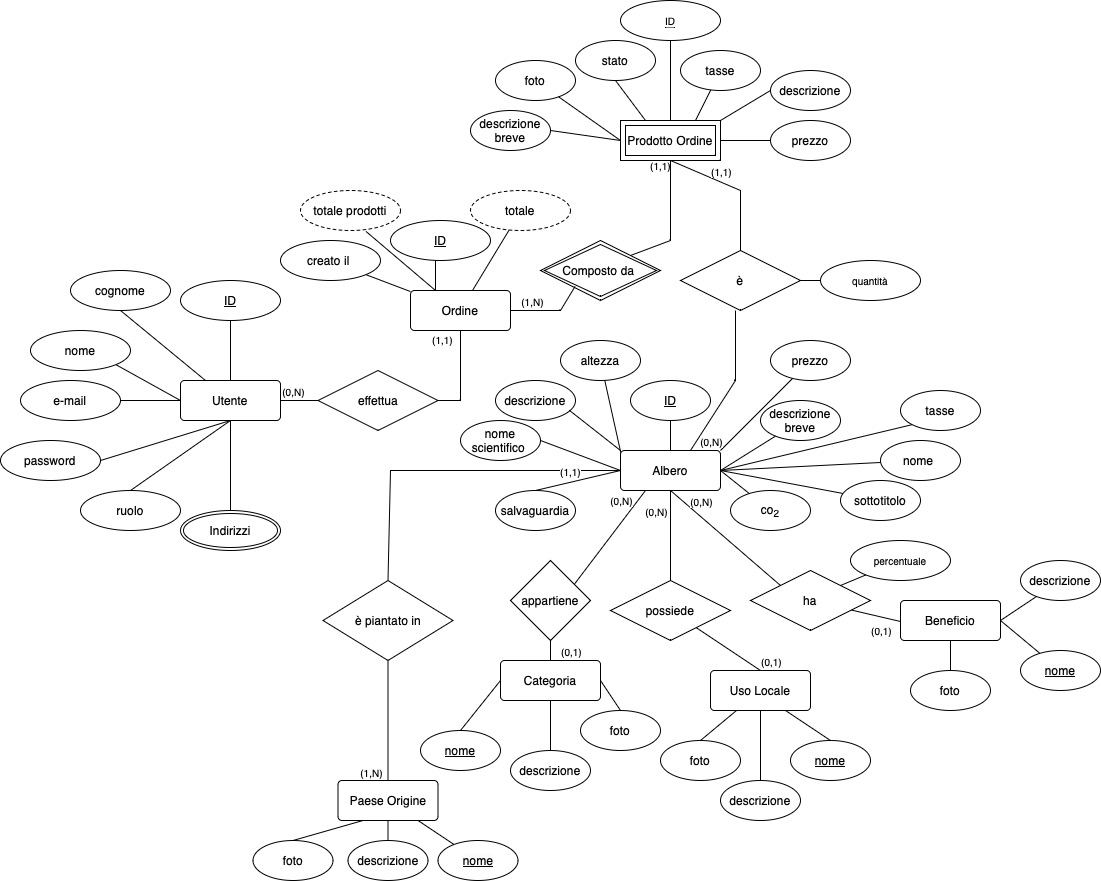 ID
stato
tasse
foto
descrizione
descrizione
breve
Prodotto Ordine
prezzo
(1,1)
(1,1)
totale prodotti
totale
ID
creato il
Composto da
è
quantità
cognome
ID
(1,N)
Ordine
(1,1)
nome
altezza
prezzo
e-mail
Utente
(0,N)
effettua
descrizione
ID
descrizione
breve
tasse
nome
scientifico
(0,N)
password
(1,1)
Albero
nome
ruolo
salvaguardia
(0,N)
(0,N)
(0,N)
co2
sottotitolo
Indirizzi
percentuale
descrizione
appartiene
possiede
ha
è piantato in
Beneficio
(0,1)
(0,1)
(0,1)
nome
Categoria
Uso Locale
foto
nome
foto
descrizione
foto
nome
descrizione
(1,N)
Paese Origine
foto
descrizione
nome